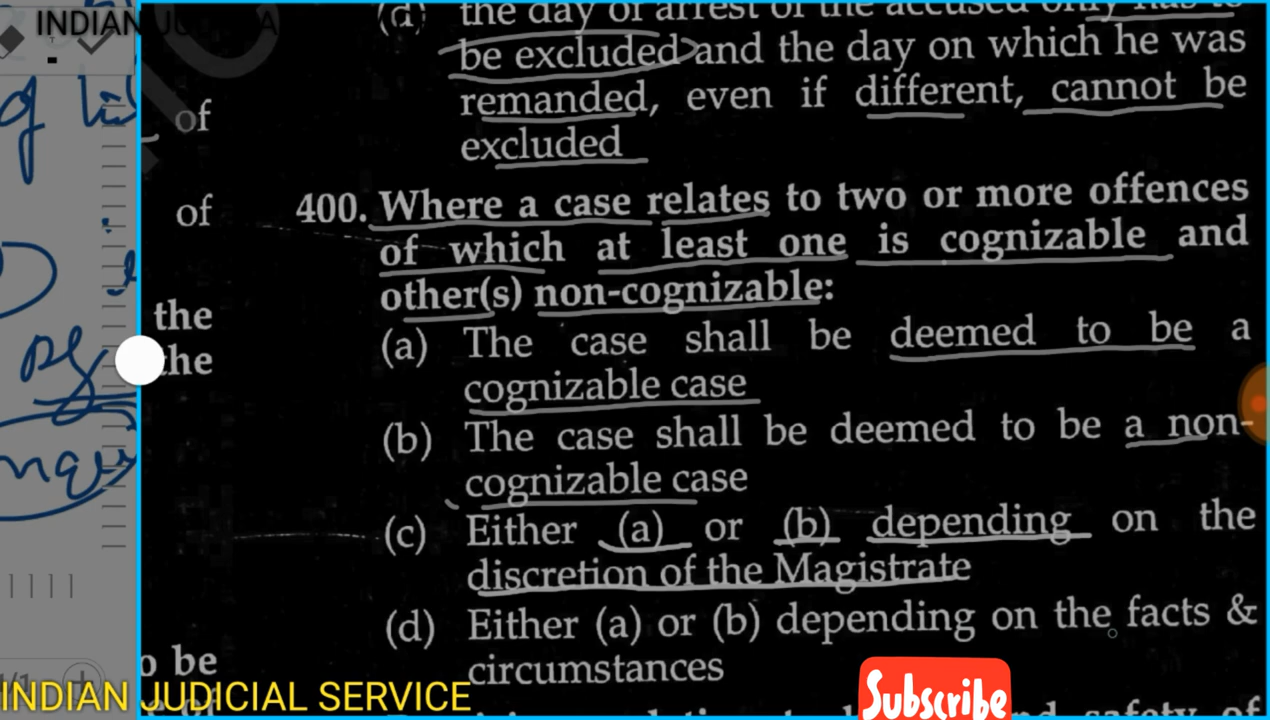 INDIAN
(d) the day of arrest of the accused only has to
be excluded and the day on which he was
remanded, even if different, cannot be
excluded
of
of
the
the
400. Where a case relates to two or more offences
of which at least one is cognizable and
other(s) non-cognizable:
(a) The case shall be deemed to be a
cognizable case
(b) The case shall be deemed to be a non-
cognizable case
(c) Either (a) or (b) depending on the
discretion of the Magistrate
(d) Either (a) or (b) depending on the facts &
circumstances
be
INDIAN JUDICIAL SERVICE
Subscribe
safety of